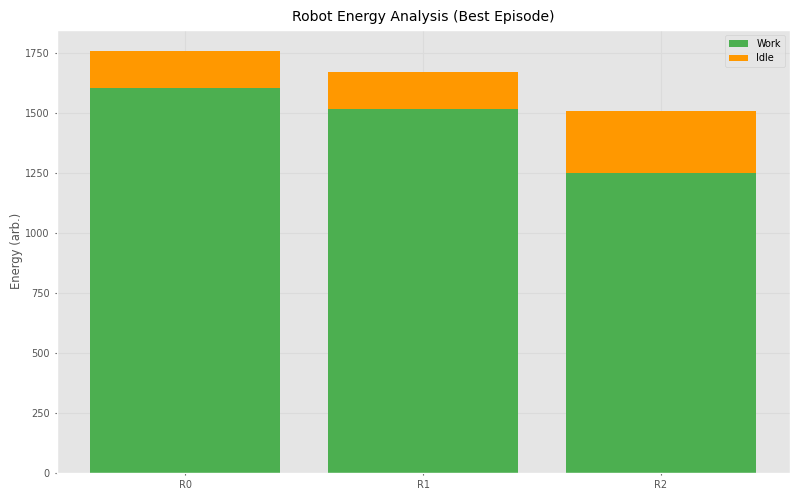 Robot Energy Analysis (Best Episode)
Work
Idle
Energy (arb.)
1750
1500
1250
1000
750
500
250
0
R0
R1
R2